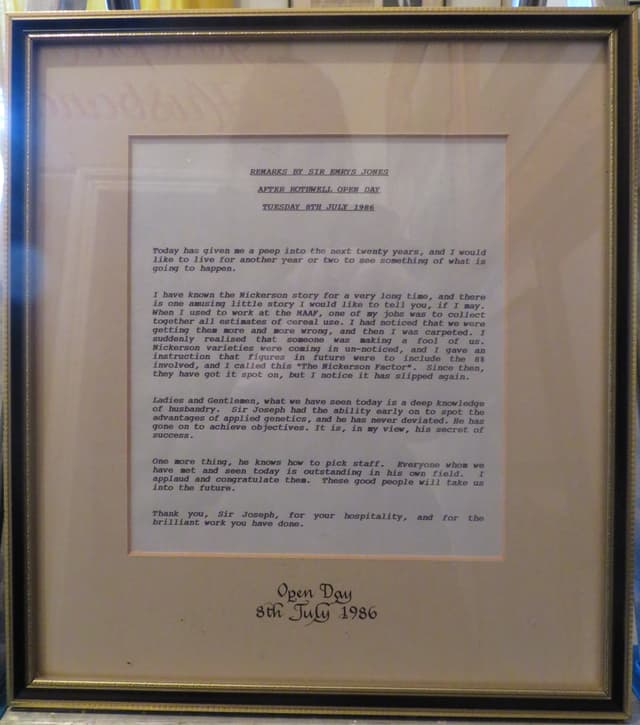 REMARKS BY SIR EMRYS JONES
AFTER ROTHWELL OPEN DAY
TUESDAY 8TH JULY 1986
Today has given me a peep into the next twenty years, and I would
like to live for another year or two to see something of what is
going to happen.
I have known the Nickerson story for a very long time, and there
is one amusing little story I would like to tell you, if I may.
When I used to work at the MAAF, one of my jobs was to collect
together all estimates of cereal use. I had noticed that we were
getting them more and more wrong, and then I was carpeted. I
suddenly realised that someone was making a fool of us.
Nickerson varieties were coming in un-noticed, and I gave an
instruction that figures in future were to include the 8%
involved, and I called this "The Nickerson Factor". Since then,
they have got it spot on, but I notice it has slipped again.
Ladies and Gentlemen, what we have seen today is a deep knowledge
of husbandry. Sir Joseph had the ability early on to spot the
advantages of applied genetics, and he has never deviated. He has
gone on to achieve objectives. It is, in my view, his secret of
success.
One more thing, he knows how to pick staff. Everyone whom we
have met and seen today is outstanding in his own field. I
applaud and congratulate them. These good people will take us
into the future.
Thank you, Sir Joseph, for your hospitality, and for the
brilliant work you have done.
Open Day
8th July 1986